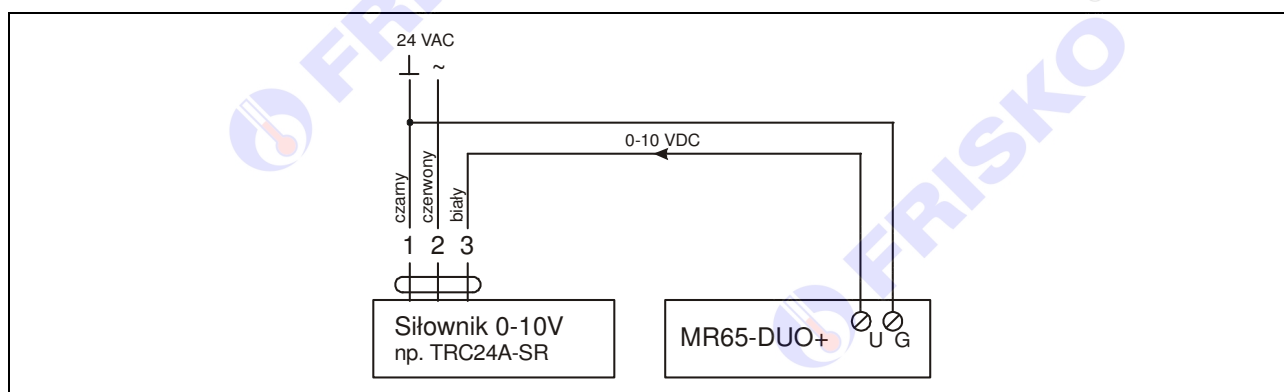 24 VAC
~
0-10 VDC
czarny
czerwony
biały
1 2 3
Siłownik 0-10V
np. TRC24A-SR
MR65-DUO+
U G
FRISKO